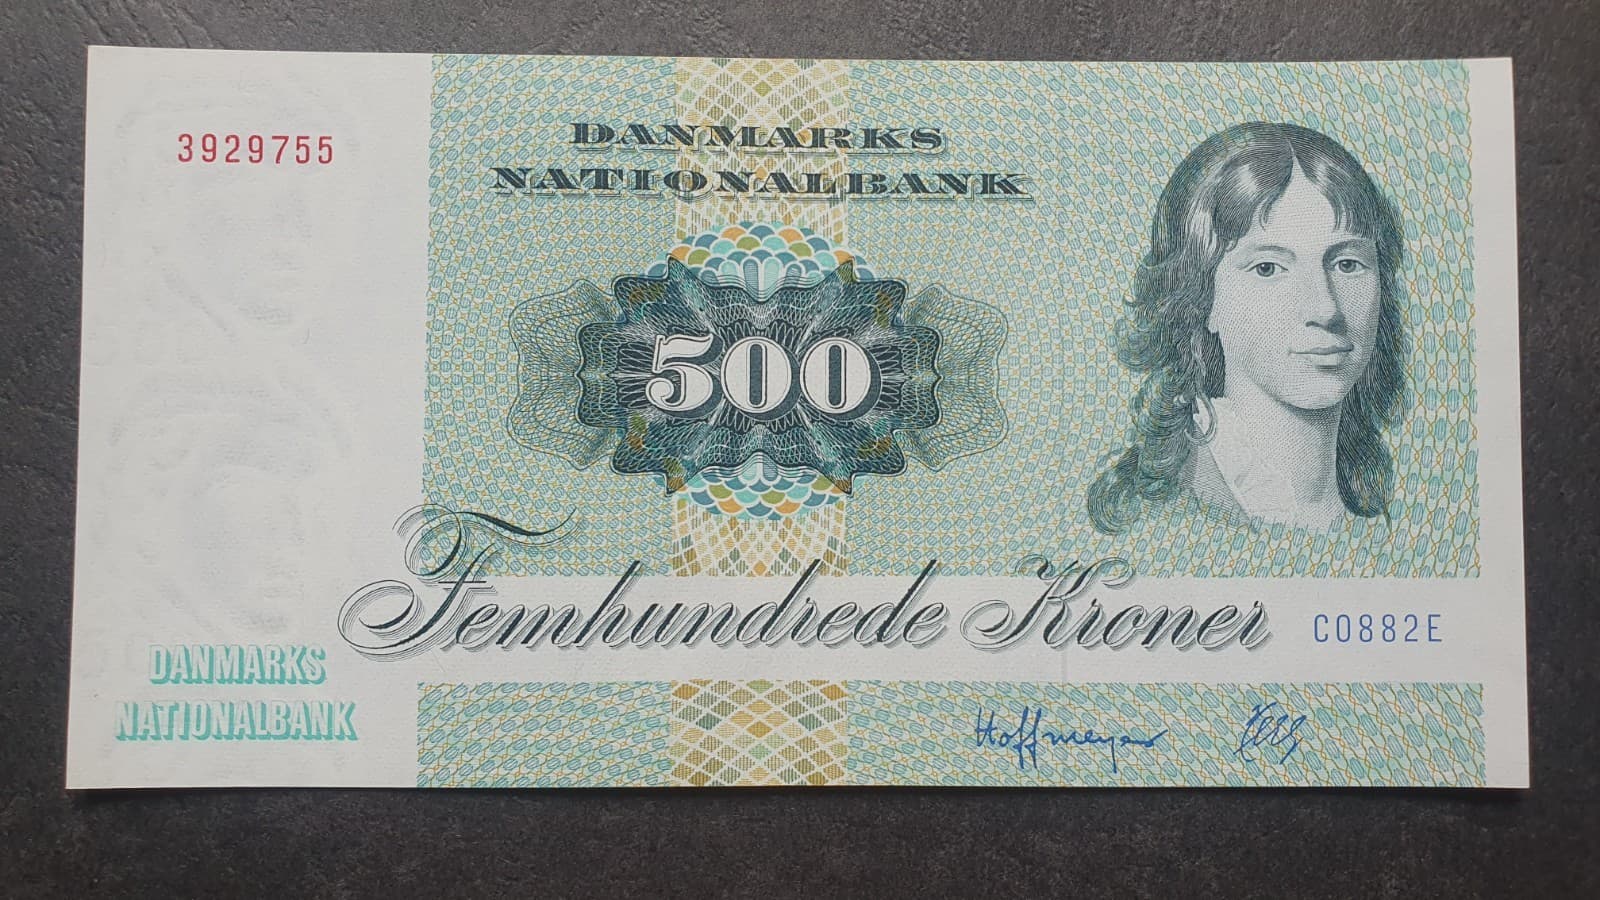 3929755
DANMARKS
NATIONALBANK
500
Femhundrede Kroner
C0882E
DANMARKS
NATIONALBANK
Hoffmeyer